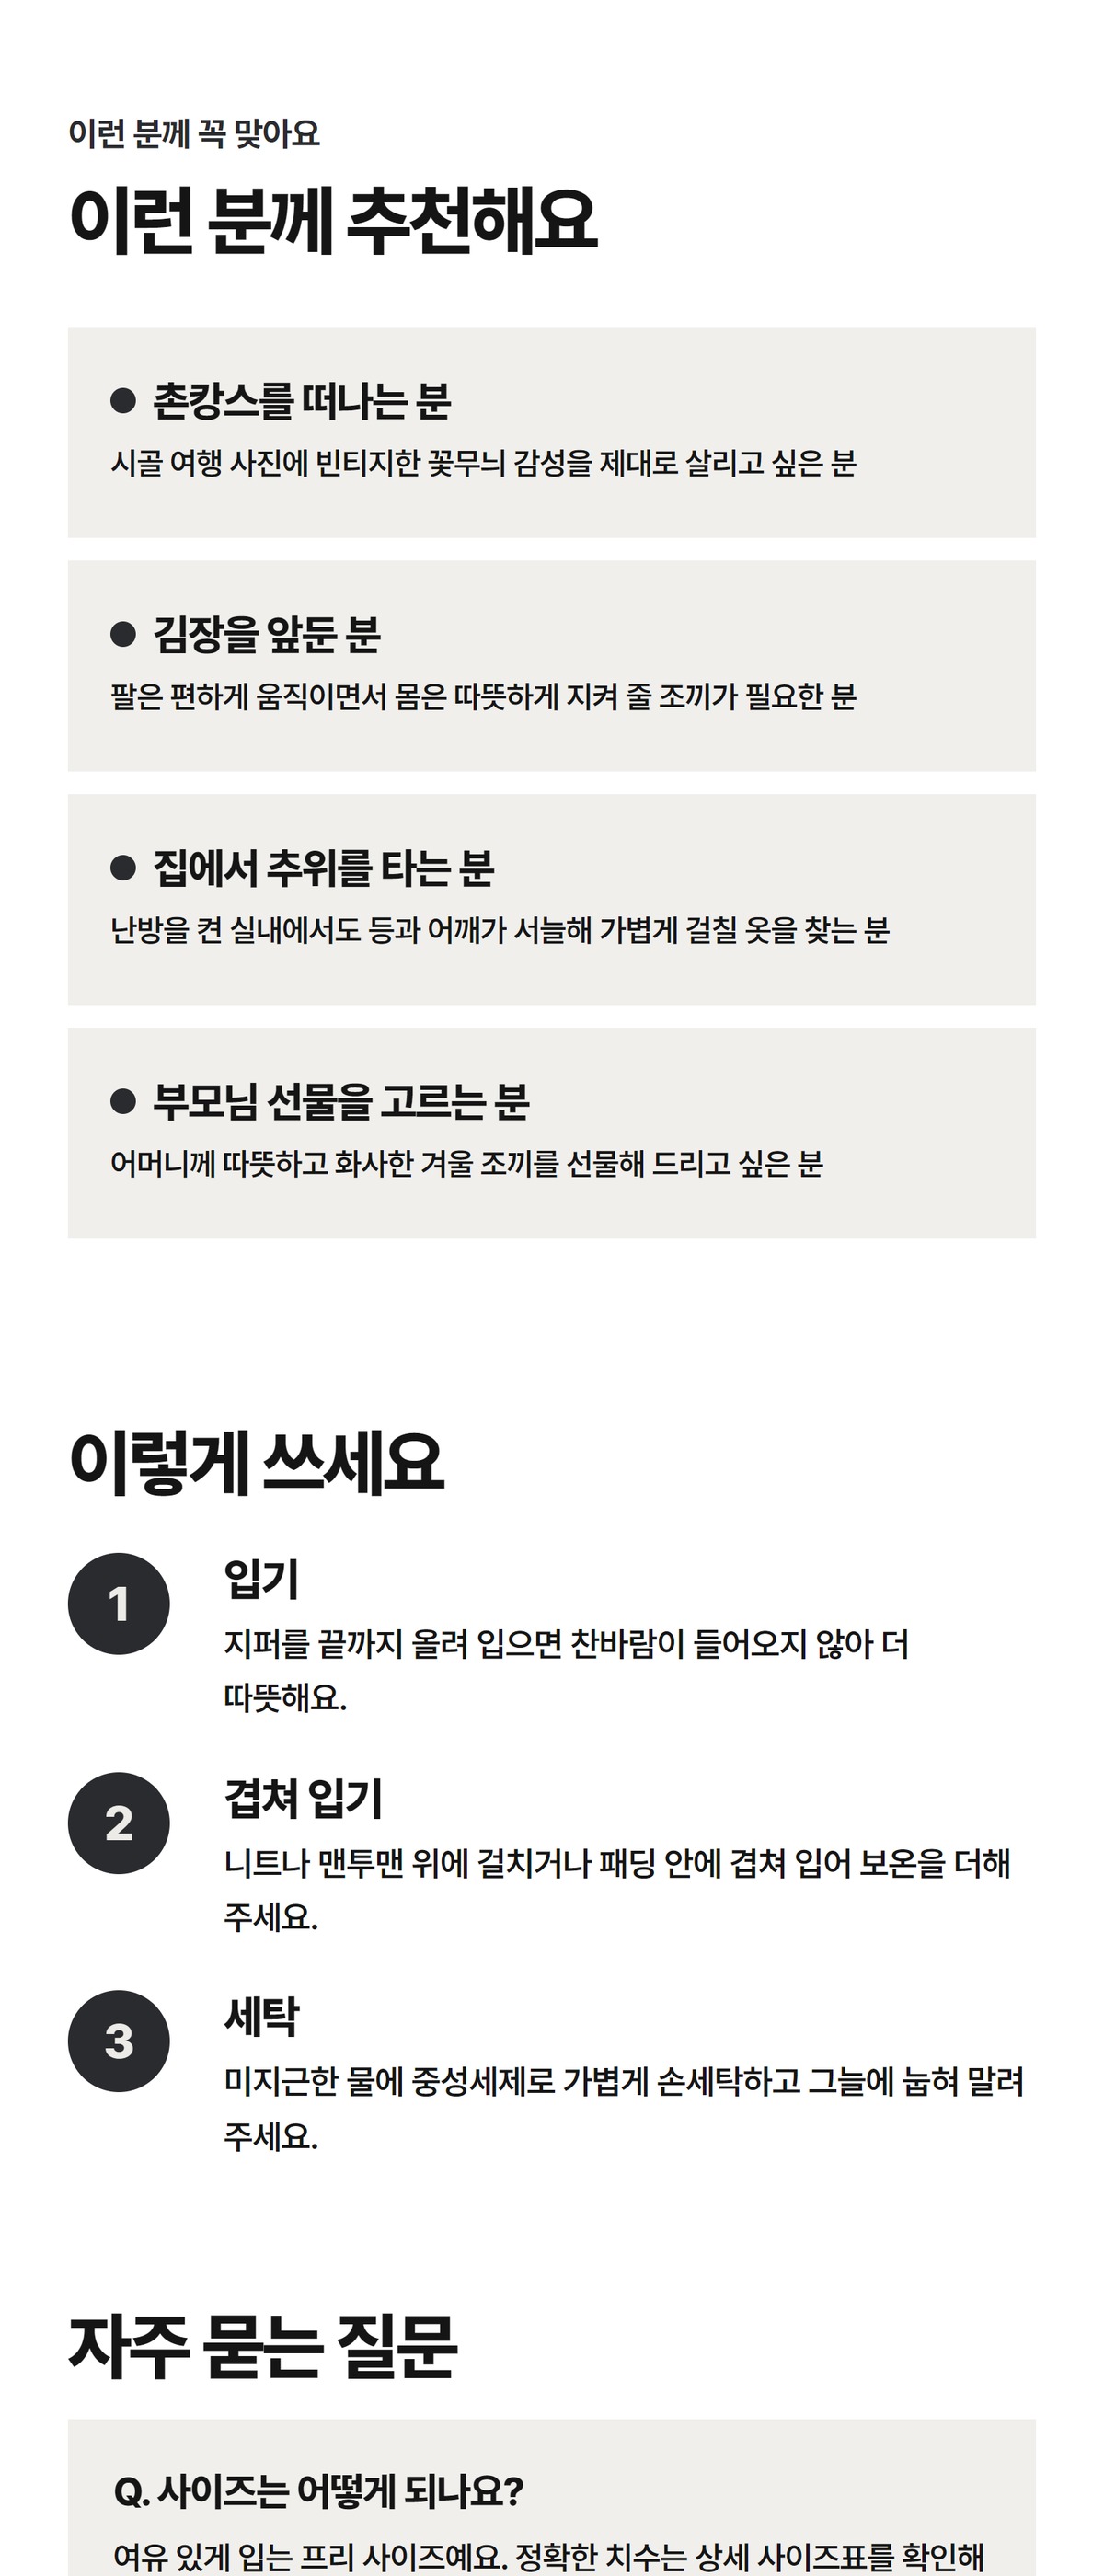 이런 분께 꼭 맞아요
이런 분께 추천해요
촌캉스를 떠나는 분
시골 여행 사진에 빈티지한 꽃무늬 감성을 제대로 살리고 싶은 분
김장을 앞둔 분
팔은 편하게 움직이면서 몸은 따뜻하게 지켜 줄 조끼가 필요한 분
집에서 추위를 타는 분
난방을 켠 실내에서도 등과 어깨가 서늘해 가볍게 걸칠 옷을 찾는 분
부모님 선물을 고르는 분
어머니께 따뜻하고 화사한 겨울 조끼를 선물해 드리고 싶은 분
이렇게 쓰세요
1
입기
지퍼를 끝까지 올려 입으면 찬바람이 들어오지 않아 더
따뜻해요.
2
겹쳐 입기
니트나 맨투맨 위에 걸치거나 패딩 안에 겹쳐 입어 보온을 더해
주세요.
3
세탁
미지근한 물에 중성세제로 가볍게 손세탁하고 그늘에 눕혀 말려
주세요.
자주 묻는 질문
Q. 사이즈는 어떻게 되나요?
여유 있게 입는 프리 사이즈예요. 정확한 치수는 상세 사이즈표를 확인해